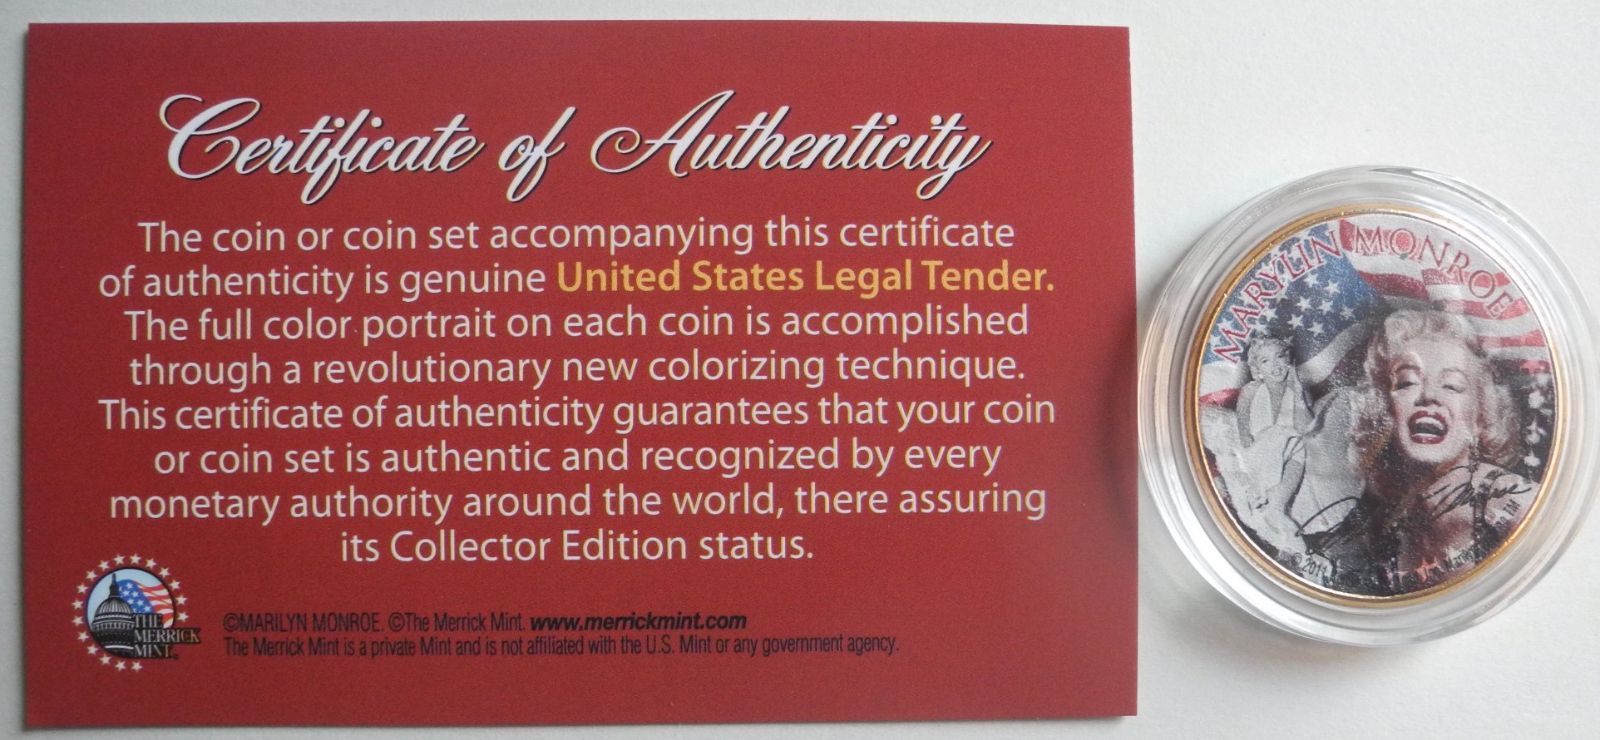 Certificate of Authenticity
The coin or coin set accompanying this certificate
of authenticity is genuine United States Legal Tender.
The full color portrait on each coin is accomplished
through a revolutionary new colorizing technique.
This certificate of authenticity guarantees that your coin
or coin set is authentic and recognized by every
monetary authority around the world, there assuring
its Collector Edition status.
THE
MERRICK
MINT
©MARILYN MONROE. ©The Merrick Mint. www.merrickmint.com
The Merrick Mint is a private Mint and is not affiliated with the U.S. Mint or any government agency.
MARYLIN MONROE
© 2011